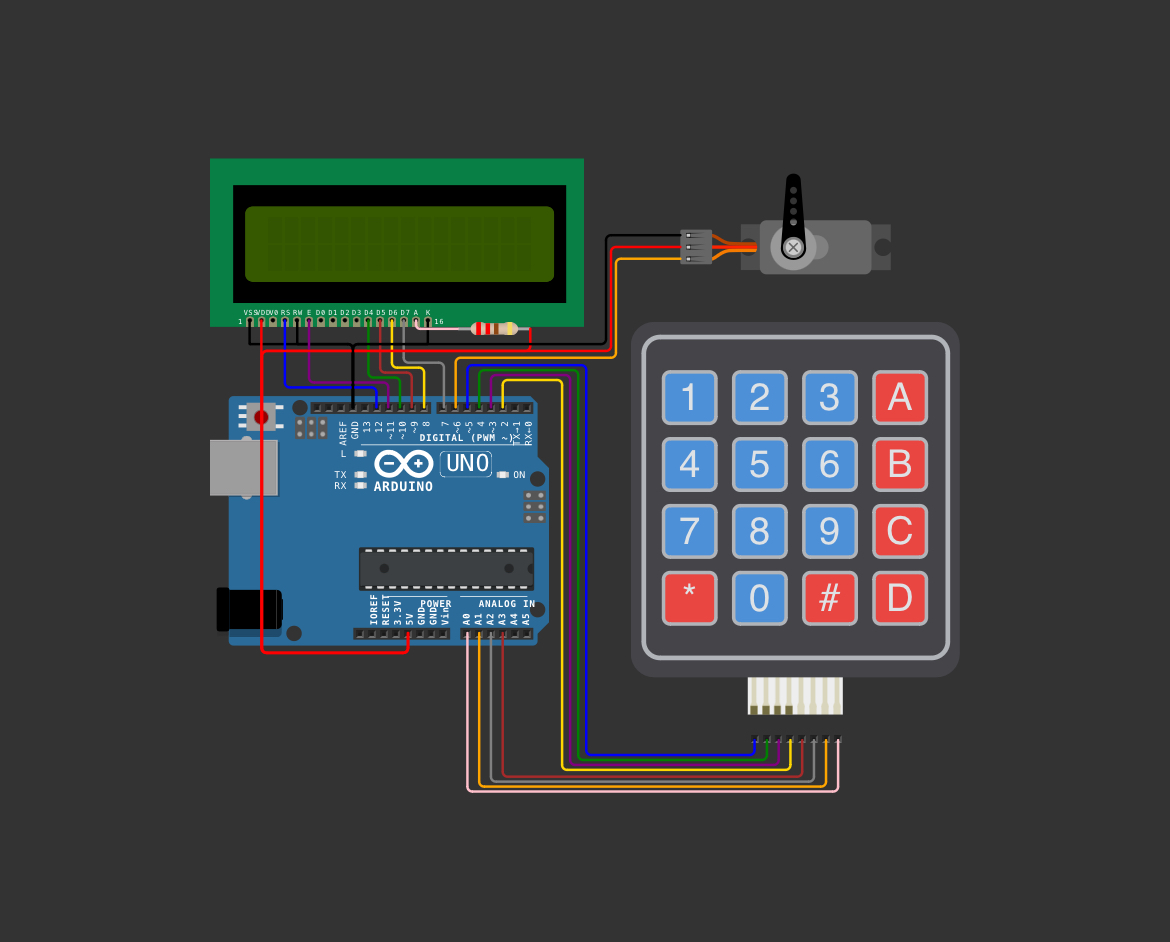 VSS VDD V0 RS RW E D0 D1 D2 D3 D4 D5 D6 D7 A K
1 16
AREF GND 13 12 ~11 ~10 ~9 8 7 ~6 ~5 4 ~3 2 TX→1 RX←0
DIGITAL (PWM ~)
L
UNO
TX
ON
RX
ARDUINO
POWER
ANALOG IN
IOREF RESET 3.3V 5V GND GND Vin A0 A1 A2 A3 A4 A5
1 2 3 A
4 5 6 B
7 8 9 C
* 0 # D